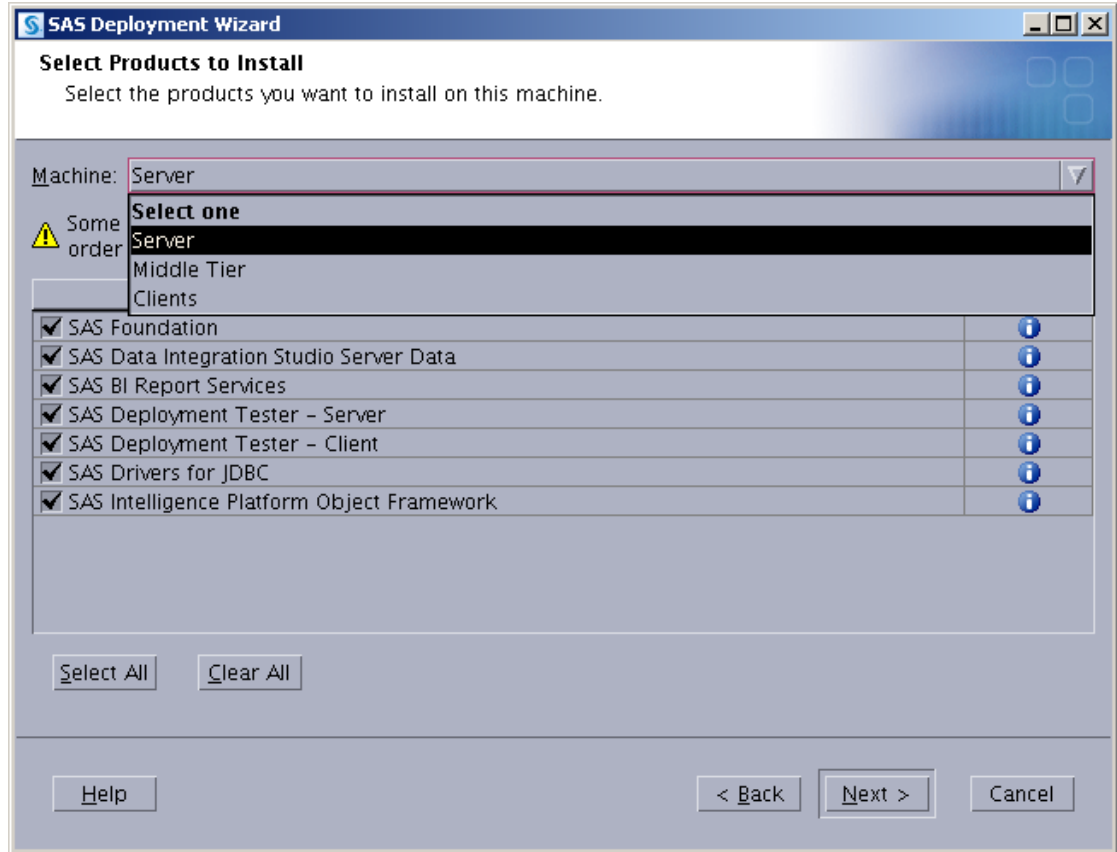 SAS Deployment Wizard
Select Products to Install
Select the products you want to install on this machine.
Machine: Server
Select one
Some
Server
order
Middle Tier
Clients
SAS Foundation
SAS Data Integration Studio Server Data
SAS BI Report Services
SAS Deployment Tester – Server
SAS Deployment Tester – Client
SAS Drivers for JDBC
SAS Intelligence Platform Object Framework
Select All Clear All
Help < Back Next > Cancel